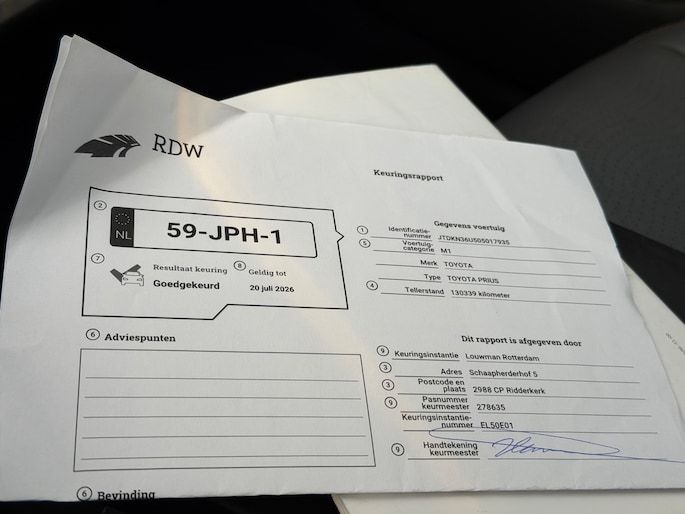 RDW
Keuringsrapport
2
NL
59-JPH-1
7
Resultaat keuring
Goedgekeurd
8
Geldig tot
20 juli 2026
Gegevens voertuig
1 Identificatie-
nummer JTDKN36U505017935
5 Voertuig-
categorie M1
Merk TOYOTA
Type TOYOTA PRIUS
4 Tellerstand 130339 kilometer
6 Adviespunten
Dit rapport is afgegeven door
9 Keuringsinstantie Louwman Rotterdam
3 Adres Schaapherderhof 5
3 Postcode en
plaats 2988 CP Ridderkerk
9 Pasnummer
keurmeester 278635
Keuringsinstantie-
nummer EL50E01
9 Handtekening
keurmeester
6 Bevinding